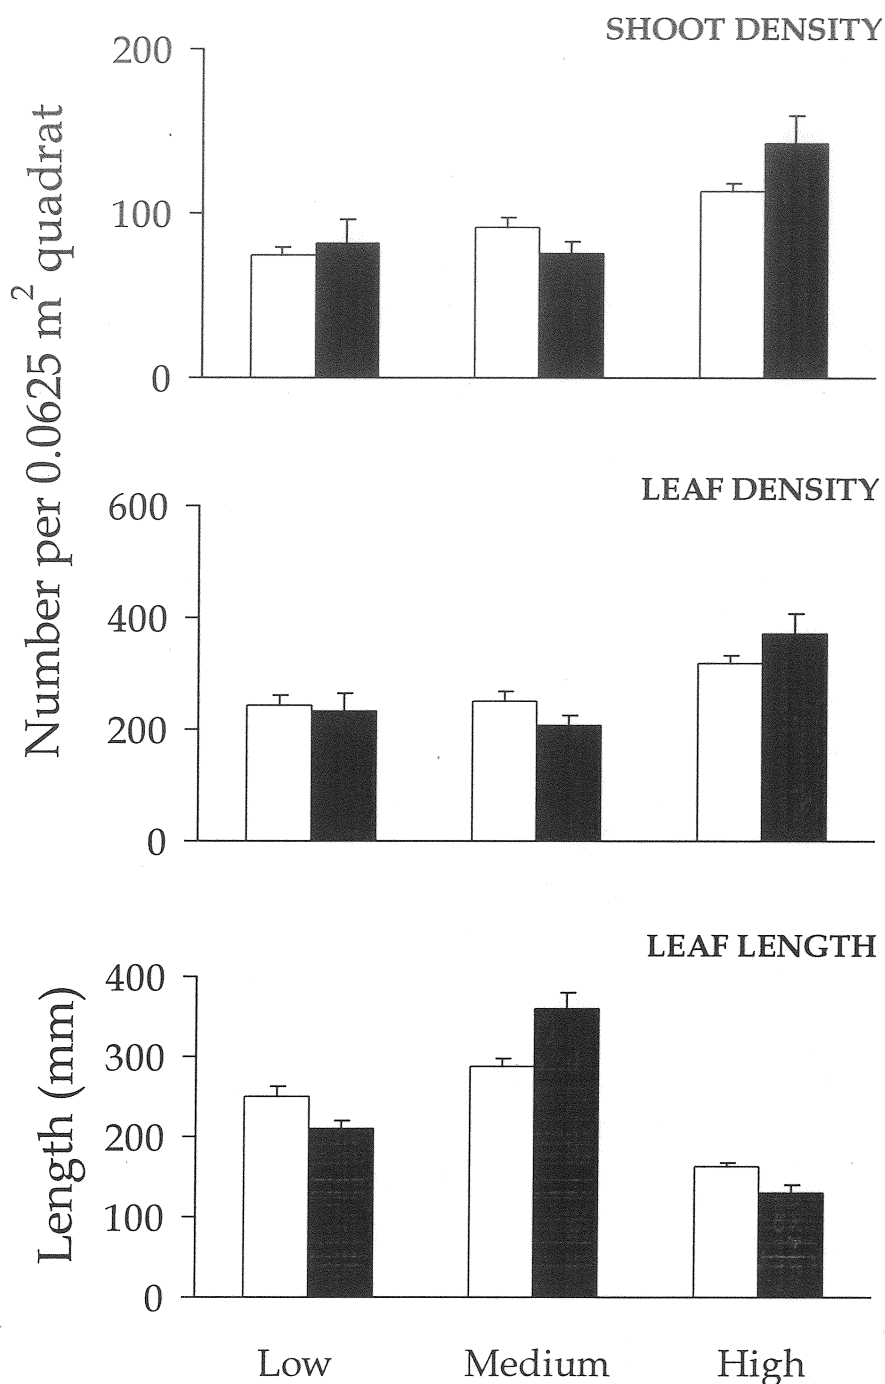 SHOOT DENSITY
200
100
0
Number per 0.0625 m² quadrat
LEAF DENSITY
600
400
200
0
LEAF LENGTH
400
300
200
100
0
Length (mm)
Low Medium High